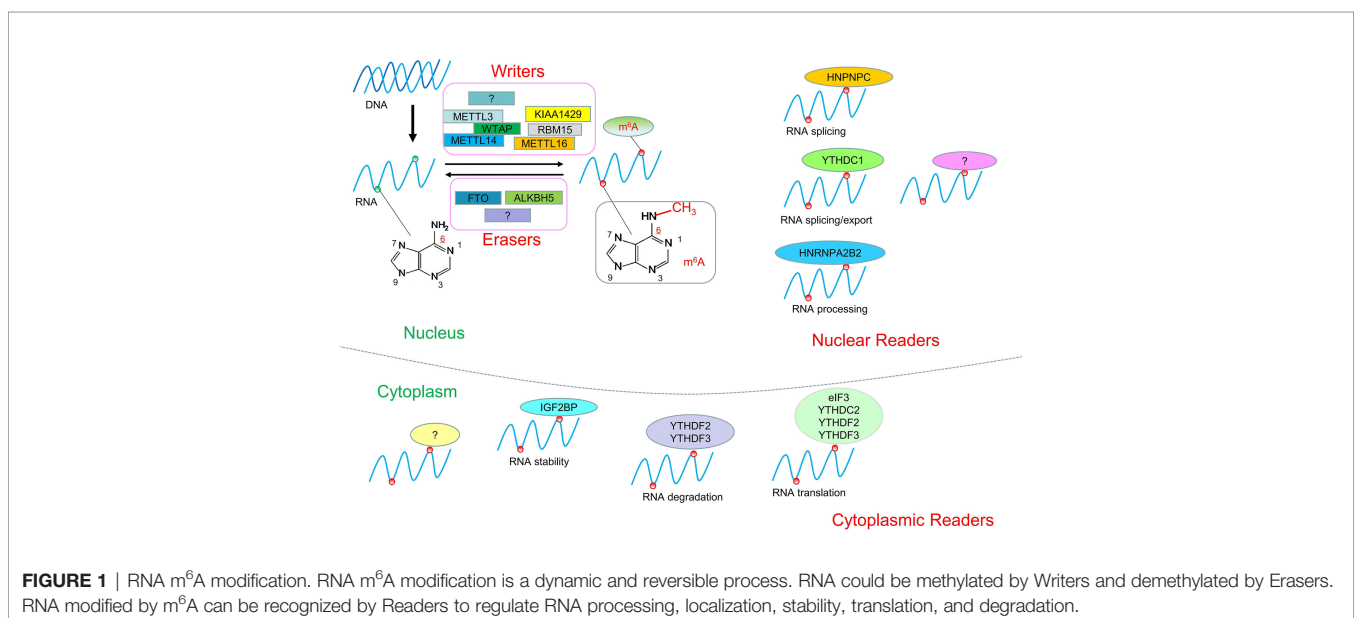 Writers
DNA
?
METTL3
KIAA1429
WTAP
RBM15
METTL14
METTL16
m⁶A
RNA
FTO
ALKBH5
?
Erasers
NH₂
6
7
N
1
N
N
9
N
3
HN
CH₃
6
7
N
1
N
m⁶A
N
9
N
3
Nucleus
HNPNPC
RNA splicing
YTHDC1
RNA splicing/export
?
HNRNPA2B2
RNA processing
Nuclear Readers
Cytoplasm
?
IGF2BP
RNA stability
YTHDF2
YTHDF3
RNA degradation
eIF3
YTHDC2
YTHDF2
YTHDF3
RNA translation
Cytoplasmic Readers
FIGURE 1 | RNA m⁶A modification. RNA m⁶A modification is a dynamic and reversible process. RNA could be methylated by Writers and demethylated by Erasers.
RNA modified by m⁶A can be recognized by Readers to regulate RNA processing, localization, stability, translation, and degradation.